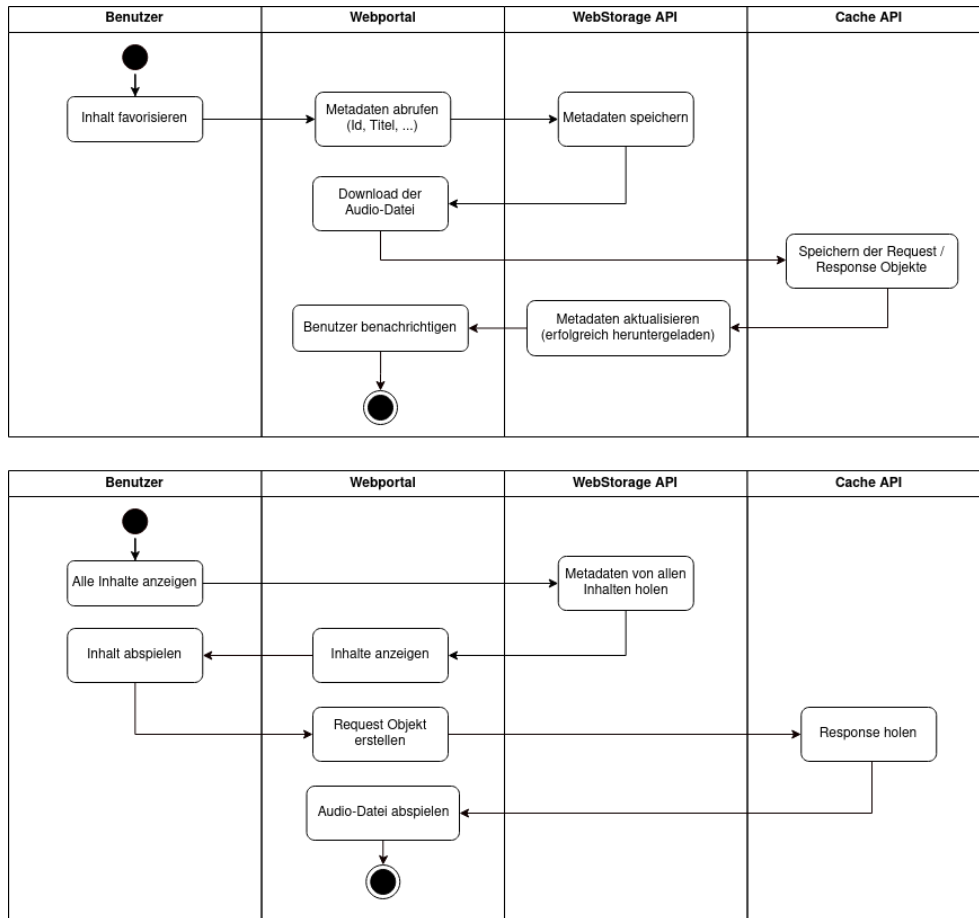 Benutzer
Webportal
WebStorage API
Cache API
Inhalt favorisieren
Metadaten abrufen
(Id, Titel, ...)
Metadaten speichern
Download der
Audio-Datei
Speichern der Request /
Response Objekte
Benutzer benachrichtigen
Metadaten aktualisieren
(erfolgreich heruntergeladen)
Benutzer
Webportal
WebStorage API
Cache API
Alle Inhalte anzeigen
Metadaten von allen
Inhalten holen
Inhalt abspielen
Inhalte anzeigen
Request Objekt
erstellen
Response holen
Audio-Datei abspielen